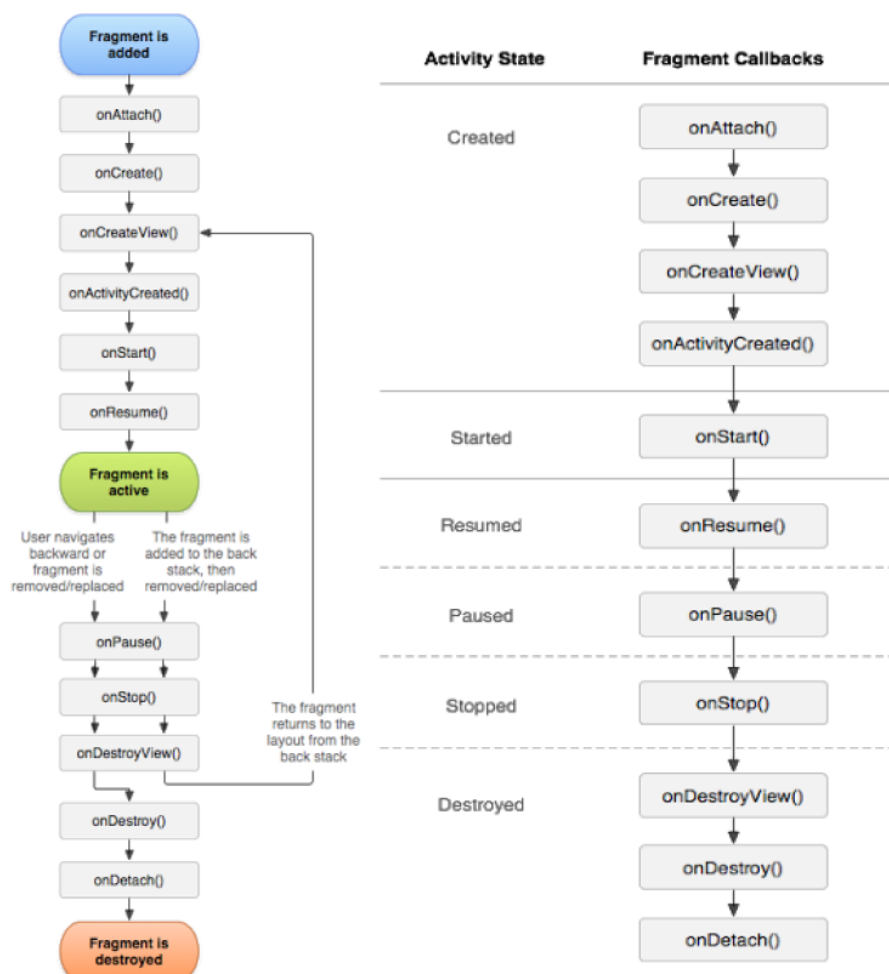 Fragment is
added
onAttach()
onCreate()
onCreateView()
onActivityCreated()
onStart()
onResume()
Fragment is
active
User navigates
backward or
fragment is
removed/replaced
The fragment is
added to the back
stack, then
removed/replaced
onPause()
onStop()
onDestroyView()
The fragment
returns to the
layout from the
back stack
onDestroy()
onDetach()
Fragment is
destroyed
Activity State
Fragment Callbacks
Created
onAttach()
onCreate()
onCreateView()
onActivityCreated()
Started
onStart()
Resumed
onResume()
Paused
onPause()
Stopped
onStop()
Destroyed
onDestroyView()
onDestroy()
onDetach()